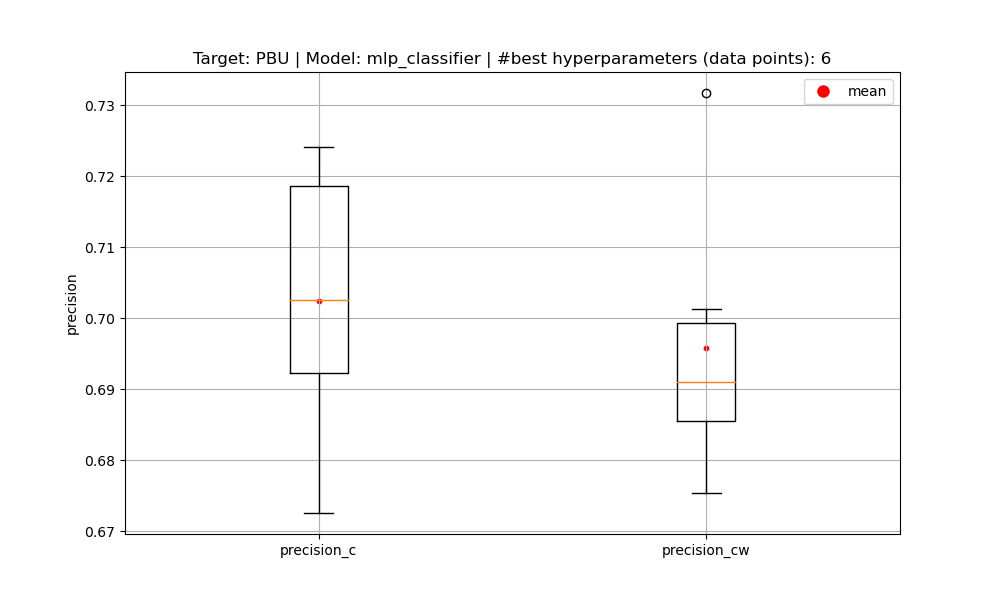 Target: PBU | Model: mlp_classifier | #best hyperparameters (data points): 6
mean
0.73
0.72
0.71
0.70
0.69
0.68
0.67
precision
precision_c
precision_cw